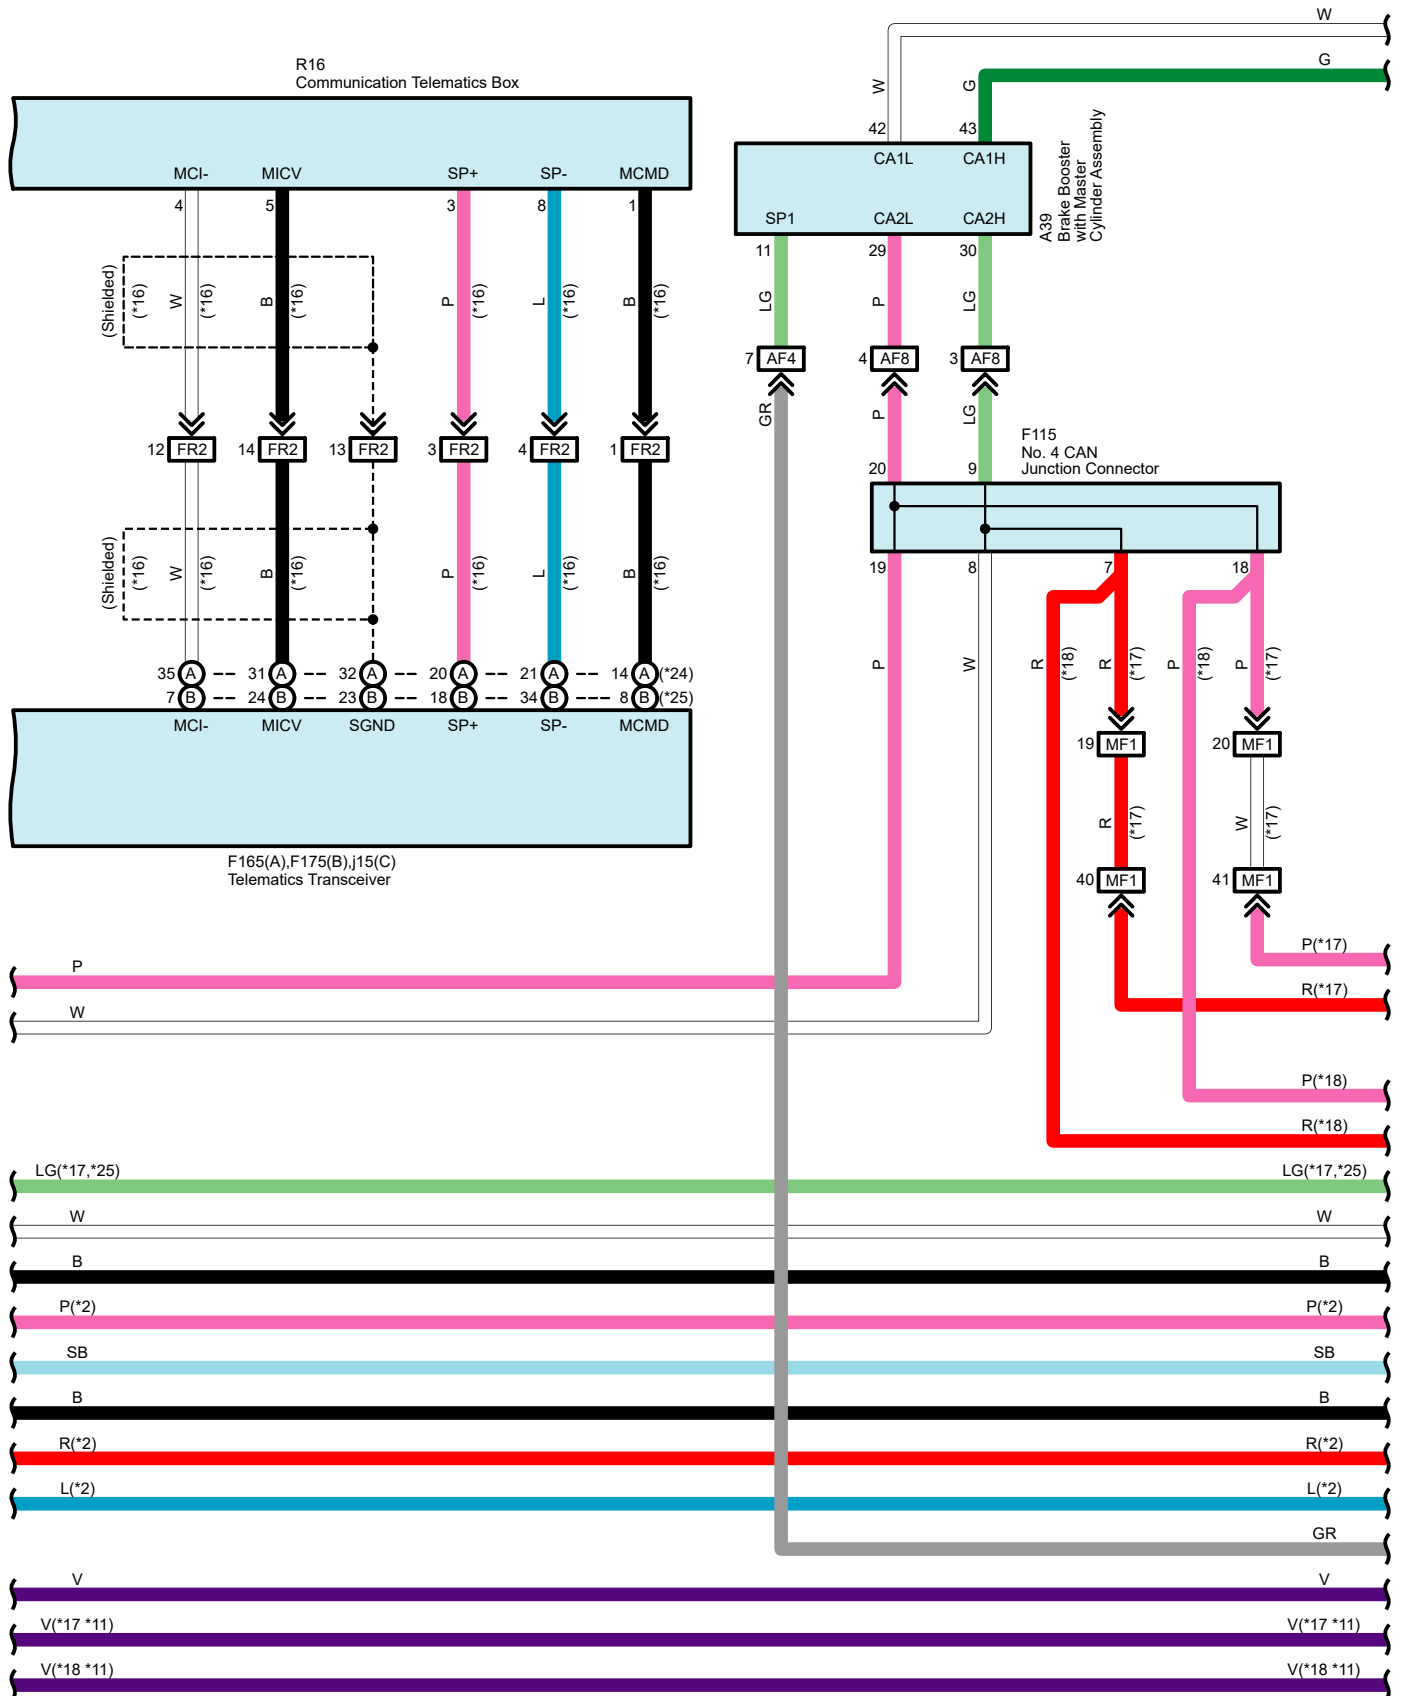 W
G
R16
Communication Telematics Box
W
G
42
43
CA1L
CA1H
A39
Brake Booster
with Master
Cylinder Assembly
MCI-
MICV
SP+
SP-
MCMD
SP1
CA2L
CA2H
4
5
3
8
1
11
29
30
(Shielded)
(*16)
W
(*16)
B
(*16)
P
(*16)
L
(*16)
B
(*16)
LG
P
LG
7 AF4
4 AF8
3 AF8
GR
P
LG
F115
No. 4 CAN
Junction Connector
12 FR2
14 FR2
13 FR2
3 FR2
4 FR2
1 FR2
20
9
(Shielded)
(*16)
W
(*16)
B
(*16)
P
(*16)
L
(*16)
B
(*16)
19
8
7
18
35 A
31 A
32 A
20 A
21 A
14 A (*24)
7 B
24 B
23 B
18 B
34 B
8 B (*25)
P
W
R
(*18)
R
(*17)
P
(*18)
P
(*17)
MCI-
MICV
SGND
SP+
SP-
MCMD
19 MF1
20 MF1
R
(*17)
W
(*17)
F165(A),F175(B),j15(C)
Telematics Transceiver
40 MF1
41 MF1
P
P(*17)
W
R(*17)
P(*18)
R(*18)
LG(*17,*25)
LG(*17,*25)
W
W
B
B
P(*2)
P(*2)
SB
SB
B
B
R(*2)
R(*2)
L(*2)
L(*2)
GR
V
V
V(*17 *11)
V(*17 *11)
V(*18 *11)
V(*18 *11)